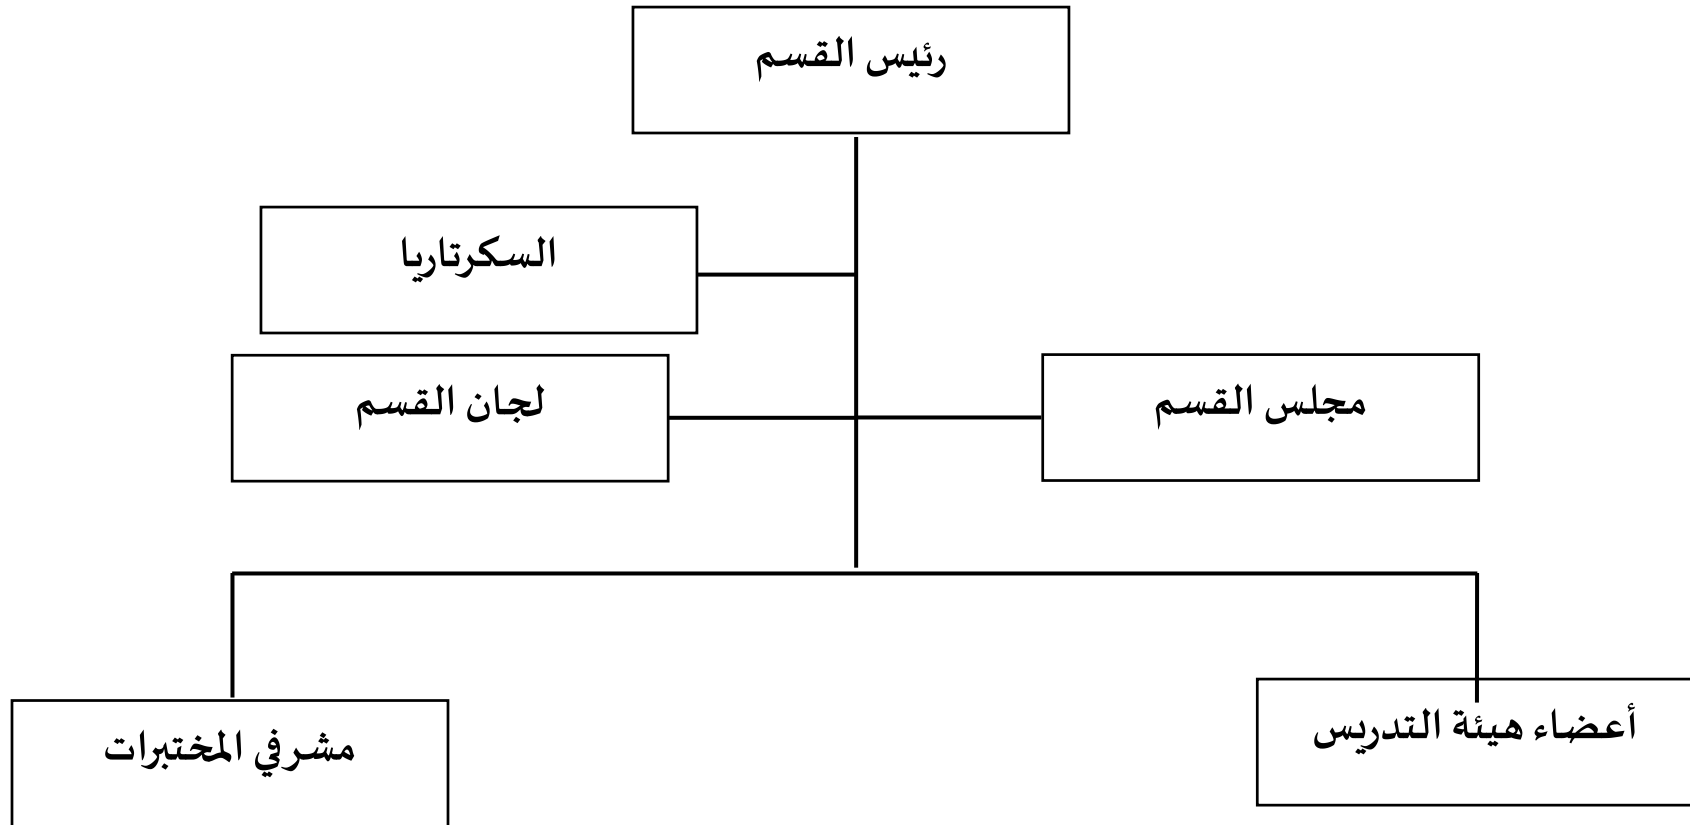 رئيس القسم
السكرتاريا
مجلس القسم
لجان القسم
أعضاء هيئة التدريس
مشرفي المختبرات